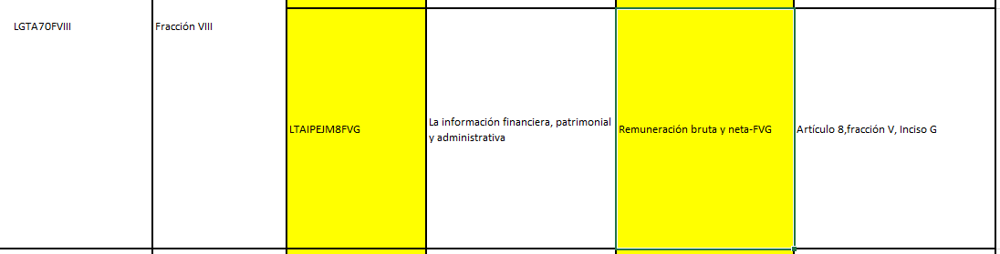 LGTA70FVIII
Fracción VIII
LTAIPEJM8FVG
La información financiera, patrimonial
y administrativa
Remuneración bruta y neta-FVG
Artículo 8,fracción V, Inciso G